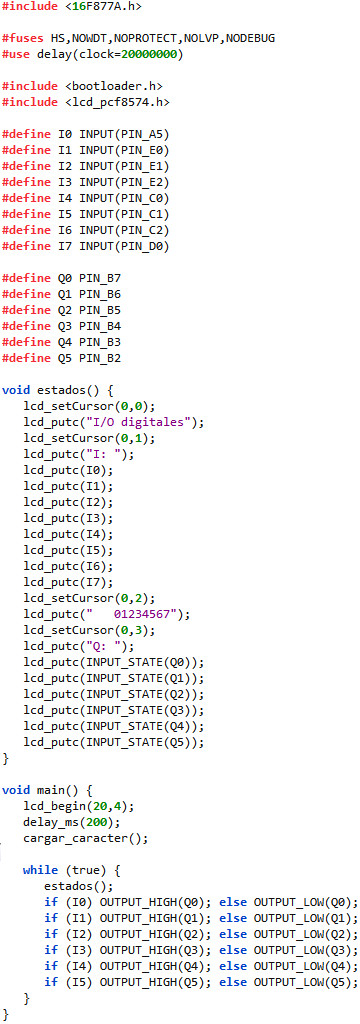 #include <16F877A.h>
#fuses HS,NOWDT,NOPROTECT,NOLVP,NODEBUG
#use delay(clock=20000000)
#include <bootloader.h>
#include <lcd_pcf8574.h>
#define I0 INPUT(PIN_A5)
#define I1 INPUT(PIN_E0)
#define I2 INPUT(PIN_E1)
#define I3 INPUT(PIN_E2)
#define I4 INPUT(PIN_C0)
#define I5 INPUT(PIN_C1)
#define I6 INPUT(PIN_C2)
#define I7 INPUT(PIN_D0)
#define Q0 PIN_B7
#define Q1 PIN_B6
#define Q2 PIN_B5
#define Q3 PIN_B4
#define Q4 PIN_B3
#define Q5 PIN_B2
void estados() {
   lcd_setCursor(0,0);
   lcd_putc("I/O digitales");
   lcd_setCursor(0,1);
   lcd_putc("I: ");
   lcd_putc(I0);
   lcd_putc(I1);
   lcd_putc(I2);
   lcd_putc(I3);
   lcd_putc(I4);
   lcd_putc(I5);
   lcd_putc(I6);
   lcd_putc(I7);
   lcd_setCursor(0,2);
   lcd_putc("   01234567");
   lcd_setCursor(0,3);
   lcd_putc("Q: ");
   lcd_putc(INPUT_STATE(Q0));
   lcd_putc(INPUT_STATE(Q1));
   lcd_putc(INPUT_STATE(Q2));
   lcd_putc(INPUT_STATE(Q3));
   lcd_putc(INPUT_STATE(Q4));
   lcd_putc(INPUT_STATE(Q5));
}
void main() {
   lcd_begin(20,4);
   delay_ms(200);
   cargar_caracter();
   while (true) {
      estados();
      if (I0) OUTPUT_HIGH(Q0); else OUTPUT_LOW(Q0);
      if (I1) OUTPUT_HIGH(Q1); else OUTPUT_LOW(Q1);
      if (I2) OUTPUT_HIGH(Q2); else OUTPUT_LOW(Q2);
      if (I3) OUTPUT_HIGH(Q3); else OUTPUT_LOW(Q3);
      if (I4) OUTPUT_HIGH(Q4); else OUTPUT_LOW(Q4);
      if (I5) OUTPUT_HIGH(Q5); else OUTPUT_LOW(Q5);
   }
}